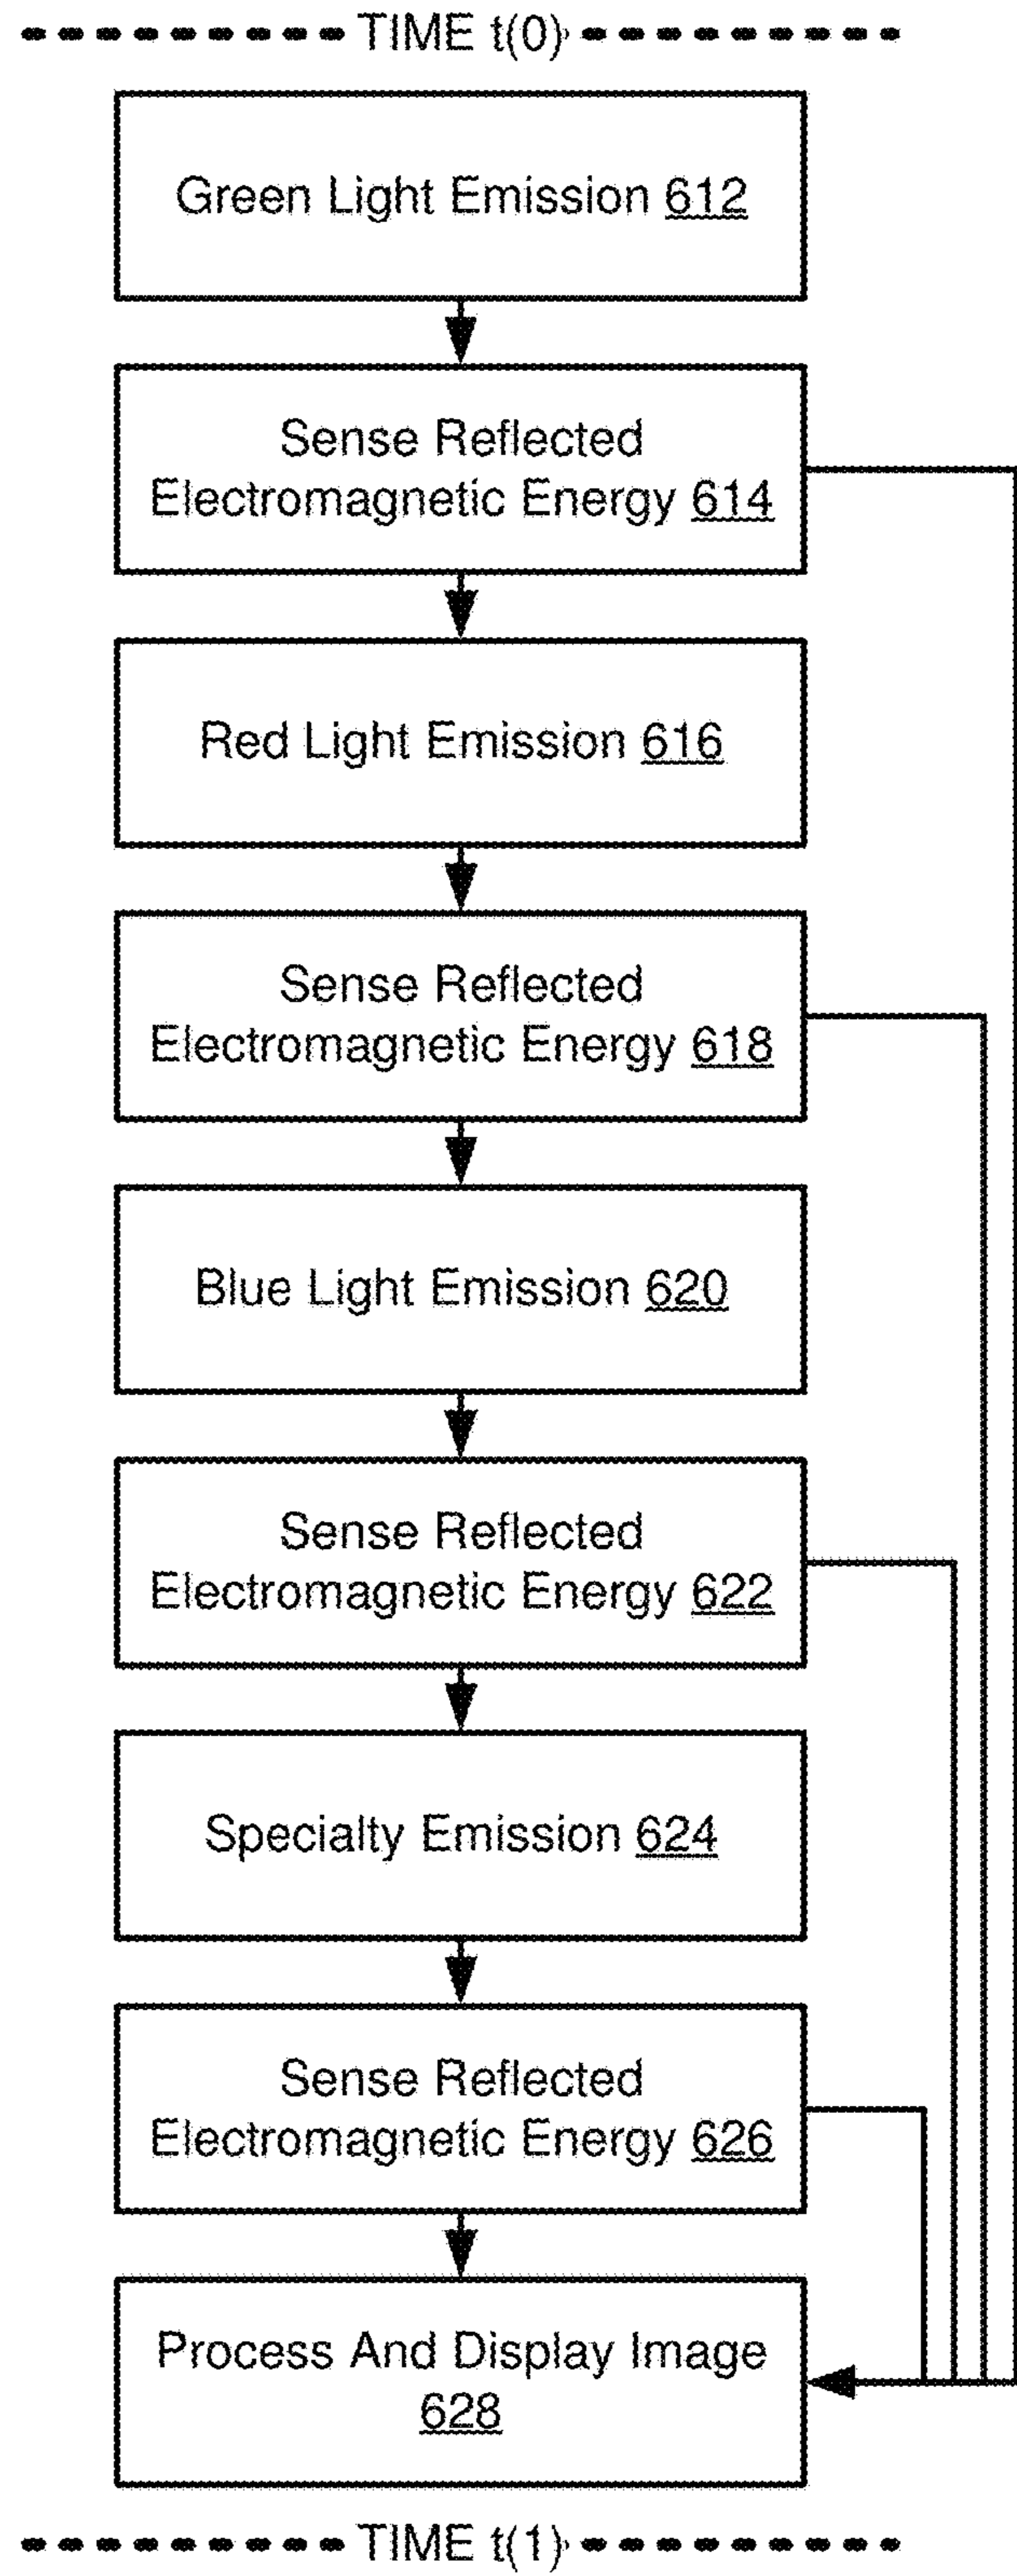 TIME t(0)
Green Light Emission 612
Sense Reflected
Electromagnetic Energy 614
Red Light Emission 616
Sense Reflected
Electromagnetic Energy 618
Blue Light Emission 620
Sense Reflected
Electromagnetic Energy 622
Specialty Emission 624
Sense Reflected
Electromagnetic Energy 626
Process And Display Image
628
TIME t(1)